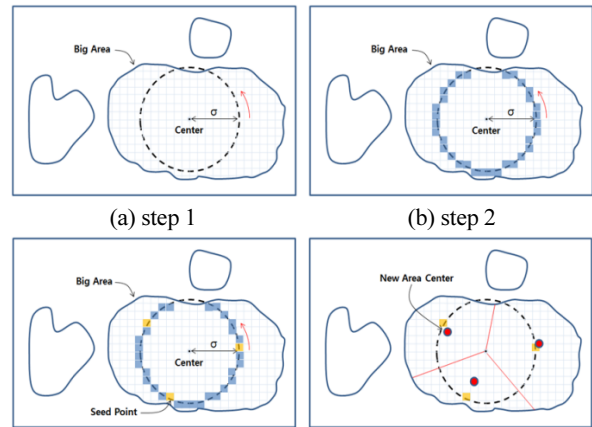 Big Area
σ
Center
Big Area
σ
Center
(a) step 1
(b) step 2
Big Area
σ
Center
Seed Point
New Area Center